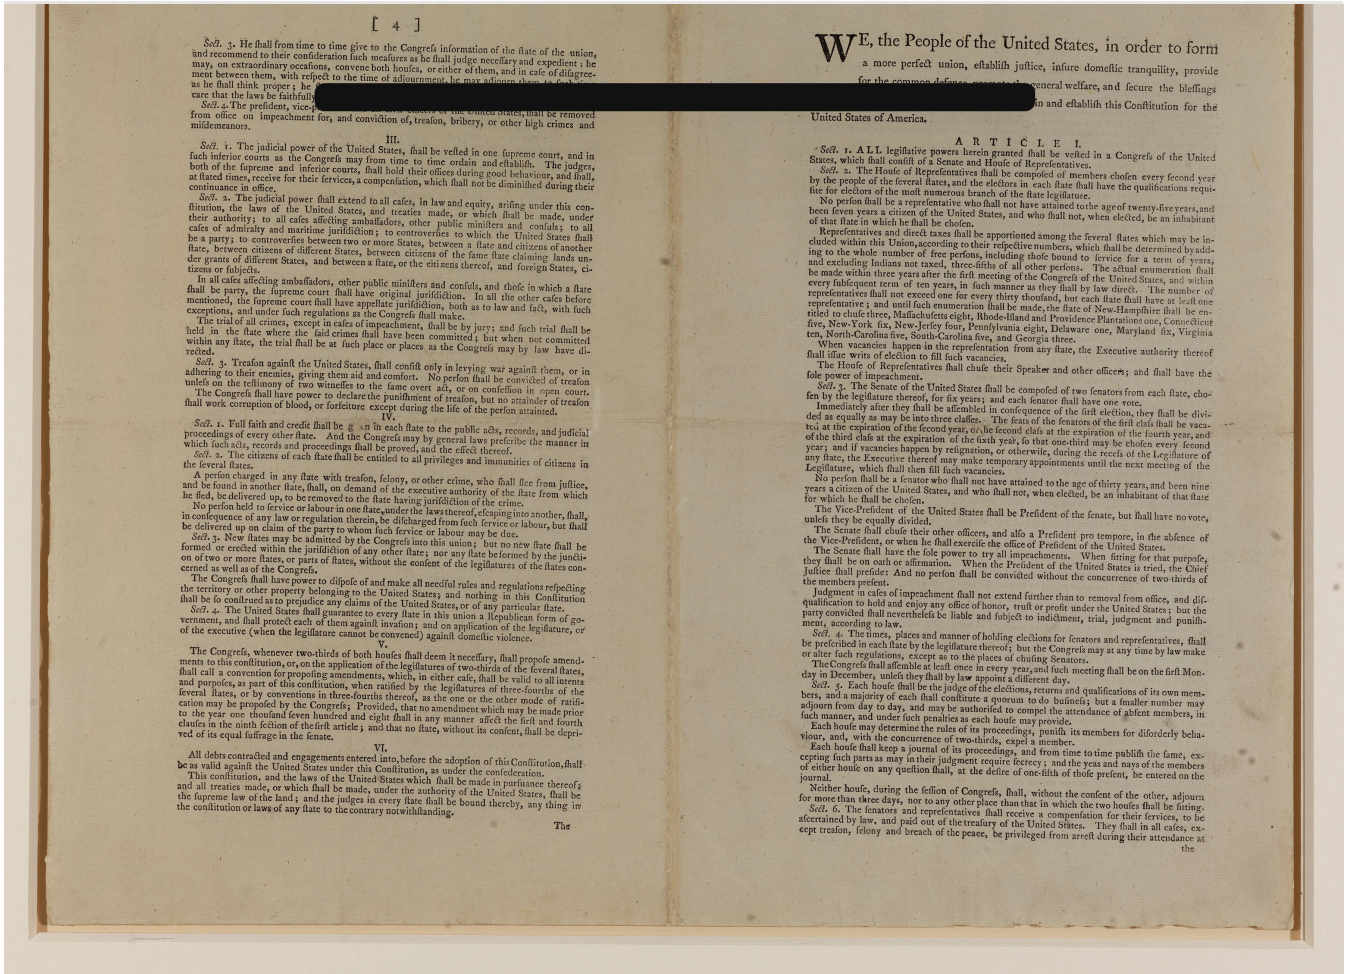 [ 4 ]
Sect. 3. He ſhall from time to time give to the Congreſs information of the ſtate of the union,
and recommend to their conſideration ſuch meaſures as he ſhall judge neceſſary and expedient; he
may, on extraordinary occaſions, convene both houſes, or either of them, and in caſe of diſagree-
ment between them, with reſpect to the time of adjournment, he may adjourn them to
as he ſhall think proper; he
care that the laws be faithfully
Sect. 4. The preſident, United States, ſhall be removed
from office on impeachment for, and conviction of, treaſon, bribery, or other high crimes and
miſdemeanors.
III.
Sect. 1. The judicial power of the United States, ſhall be veſted in one ſupreme court, and in
ſuch inferior courts as the Congreſs may from time to time ordain and eſtabliſh. The judges,
both of the ſupreme and inferior courts, ſhall hold their offices during good behaviour, and ſhall,
at ſtated times, receive for their ſervices, a compenſation, which ſhall not be diminiſhed during their
continuance in office.
Sect. 2. The judicial power ſhall extend to all caſes, in law and equity, ariſing under this con-
ſtitution, the laws of the United States, and treaties made, or which ſhall be made, under
their authority; to all caſes affecting ambaſſadors, other public miniſters and conſuls; to all
caſes of admiralty and maritime juriſdiction; to controverſies to which the United States ſhall
be a party; to controverſies between two or more States, between a ſtate and citizens of another
ſtate, between citizens of different States, between citizens of the ſame ſtate claiming lands un-
der grants of different States, and between a ſtate, or the citizens thereof, and foreign States, ci-
tizens or ſubjects.
In all caſes affecting ambaſſadors, other public miniſters and conſuls, and thoſe in which a ſtate
ſhall be party, the ſupreme court ſhall have original juriſdiction. In all the other caſes before
mentioned, the ſupreme court ſhall have appellate juriſdiction, both as to law and fact, with ſuch
exceptions, and under ſuch regulations as the Congreſs ſhall make.
The trial of all crimes, except in caſes of impeachment, ſhall be by jury; and ſuch trial ſhall be
held in the ſtate where the ſaid crimes ſhall have been committed; but when not committed
within any ſtate, the trial ſhall be at ſuch place or places as the Congreſs may by law have di-
rected.
Sect. 3. Treaſon againſt the United States, ſhall conſiſt only in levying war againſt them, or in
adhering to their enemies, giving them aid and comfort. No perſon ſhall be convicted of treaſon
unleſs on the teſtimony of two witneſſes to the ſame overt act, or on confeſſion in open court.
The Congreſs ſhall have power to declare the puniſhment of treaſon, but no attainder of treaſon
ſhall work corruption of blood, or forfeiture except during the life of the perſon attainted.
IV.
Sect. 1. Full faith and credit ſhall be in each ſtate to the public acts, records, and judicial
proceedings of every other ſtate. And the Congreſs may by general laws preſcribe the manner in
which ſuch acts, records and proceedings ſhall be proved, and the effect thereof.
Sect. 2. The citizens of each ſtate ſhall be entitled to all privileges and immunities of citizens in
the ſeveral ſtates.
A perſon charged in any ſtate with treaſon, felony, or other crime, who ſhall flee from juſtice,
and be found in another ſtate, ſhall, on demand of the executive authority of the ſtate from which
he fled, be delivered up, to be removed to the ſtate having juriſdiction of the crime.
No perſon held to ſervice or labour in one ſtate, under the laws thereof, eſcaping into another, ſhall,
in conſequence of any law or regulation therein, be diſcharged from ſuch ſervice or labour, but ſhall
be delivered up on claim of the party to whom ſuch ſervice or labour may be due.
Sect. 3. New ſtates may be admitted by the Congreſs into this union; but no new ſtate ſhall be
formed or erected within the juriſdiction of any other ſtate; nor any ſtate be formed by the juncti-
on of two or more ſtates, or parts of ſtates, without the conſent of the legiſlatures of the ſtates con-
cerned as well as of the Congreſs.
The Congreſs ſhall have power to diſpoſe of and make all needful rules and regulations reſpecting
the territory or other property belonging to the United States; and nothing in this Conſtitution
ſhall be ſo conſtrued as to prejudice any claims of the United States, or of any particular ſtate.
Sect. 4. The United States ſhall guarantee to every ſtate in this union a Republican form of go-
vernment, and ſhall protect each of them againſt invaſion; and on application of the legiſlature, or
of the executive (when the legiſlature cannot be convened) againſt domeſtic violence.
V.
The Congreſs, whenever two-thirds of both houſes ſhall deem it neceſſary, ſhall propoſe amend-
ments to this conſtitution, or, on the application of the legiſlatures of two-thirds of the ſeveral ſtates,
ſhall call a convention for propoſing amendments, which, in either caſe, ſhall be valid to all intents
and purpoſes, as part of this conſtitution, when ratified by the legiſlatures of three-fourths of the
ſeveral ſtates, or by conventions in three-fourths thereof, as the one or the other mode of ratifi-
cation may be propoſed by the Congreſs; Provided, that no amendment which may be made prior
to the year one thouſand ſeven hundred and eight ſhall in any manner affect the firſt and fourth
clauſes in the ninth ſection of the firſt article; and that no ſtate, without its conſent, ſhall be depri-
ved of its equal ſuffrage in the ſenate.
VI.
All debts contracted and engagements entered into, before the adoption of this Conſtitution, ſhall
be as valid againſt the United States under this Conſtitution, as under the confederation.
This conſtitution, and the laws of the United States which ſhall be made in purſuance thereof;
and all treaties made, or which ſhall be made, under the authority of the United States, ſhall be
the ſupreme law of the land; and the judges in every ſtate ſhall be bound thereby, any thing in
the conſtitution or laws of any ſtate to the contrary notwithſtanding.
The
WE, the People of the United States, in order to form
a more perfect union, eſtabliſh juſtice, inſure domeſtic tranquility, provide
for the common defence, general welfare, and ſecure the bleſſings
in and eſtabliſh this Conſtitution for the
United States of America.
ARTICLE I.
Sect. 1. ALL legiſlative powers herein granted ſhall be veſted in a Congreſs of the United
States, which ſhall conſiſt of a Senate and Houſe of Repreſentatives.
Sect. 2. The Houſe of Repreſentatives ſhall be compoſed of members choſen every ſecond year
by the people of the ſeveral ſtates, and the electors in each ſtate ſhall have the qualifications requi-
ſite for electors of the moſt numerous branch of the ſtate legiſlature.
No perſon ſhall be a repreſentative who ſhall not have attained to the age of twenty-five years, and
been ſeven years a citizen of the United States, and who ſhall not, when elected, be an inhabitant
of that ſtate in which he ſhall be choſen.
Repreſentatives and direct taxes ſhall be apportioned among the ſeveral ſtates which may be in-
cluded within this Union, according to their reſpective numbers, which ſhall be determined by add-
ing to the whole number of free perſons, including thoſe bound to ſervice for a term of years,
and excluding Indians not taxed, three-fifths of all other perſons. The actual enumeration ſhall
be made within three years after the firſt meeting of the Congreſs of the United States, and within
every ſubſequent term of ten years, in ſuch manner as they ſhall by law direct. The number of
repreſentatives ſhall not exceed one for every thirty thouſand, but each ſtate ſhall have at leaſt one
repreſentative; and until ſuch enumeration ſhall be made, the ſtate of New-Hampſhire ſhall be en-
titled to chuſe three, Maſſachuſetts eight, Rhode-Iſland and Providence Plantations one, Connecticut
five, New-York ſix, New-Jerſey four, Pennſylvania eight, Delaware one, Maryland ſix, Virginia
ten, North-Carolina five, South-Carolina five, and Georgia three.
When vacancies happen in the repreſentation from any ſtate, the Executive authority thereof
ſhall iſſue writs of election to fill ſuch vacancies.
The Houſe of Repreſentatives ſhall chuſe their Speaker and other officers; and ſhall have the
ſole power of impeachment.
Sect. 3. The Senate of the United States ſhall be compoſed of two ſenators from each ſtate, cho-
ſen by the legiſlature thereof, for ſix years; and each ſenator ſhall have one vote.
Immediately after they ſhall be aſſembled in conſequence of the firſt election, they ſhall be divi-
ded as equally as may be into three claſſes. The ſeats of the ſenators of the firſt claſs ſhall be vaca-
ted at the expiration of the ſecond year, of the ſecond claſs at the expiration of the fourth year, and
of the third claſs at the expiration of the ſixth year, ſo that one-third may be choſen every ſecond
year; and if vacancies happen by reſignation, or otherwiſe, during the receſs of the Legiſlature of
any ſtate, the Executive thereof may make temporary appointments until the next meeting of the
Legiſlature, which ſhall then fill ſuch vacancies.
No perſon ſhall be a ſenator who ſhall not have attained to the age of thirty years, and been nine
years a citizen of the United States, and who ſhall not, when elected, be an inhabitant of that ſtate
for which he ſhall be choſen.
The Vice-Preſident of the United States ſhall be Preſident of the ſenate, but ſhall have no vote,
unleſs they be equally divided.
The Senate ſhall chuſe their other officers, and alſo a Preſident pro tempore, in the abſence of
the Vice-Preſident, or when he ſhall exerciſe the office of Preſident of the United States.
The Senate ſhall have the ſole power to try all impeachments. When ſitting for that purpoſe,
they ſhall be on oath or affirmation. When the Preſident of the United States is tried, the Chief
Juſtice ſhall preſide: And no perſon ſhall be convicted without the concurrence of two-thirds of
the members preſent.
Judgment in caſes of impeachment ſhall not extend further than to removal from office, and diſ-
qualification to hold and enjoy any office of honor, truſt or profit under the United States; but the
party convicted ſhall nevertheleſs be liable and ſubject to indictment, trial, judgment and puniſh-
ment, according to law.
Sect. 4. The times, places and manner of holding elections for ſenators and repreſentatives, ſhall
be preſcribed in each ſtate by the legiſlature thereof; but the Congreſs may at any time by law make
or alter ſuch regulations, except as to the places of chuſing Senators.
The Congreſs ſhall aſſemble at leaſt once in every year, and ſuch meeting ſhall be on the firſt Mon-
day in December, unleſs they ſhall by law appoint a different day.
Sect. 5. Each houſe ſhall be the judge of the elections, returns and qualifications of its own mem-
bers, and a majority of each ſhall conſtitute a quorum to do buſineſs; but a ſmaller number may
adjourn from day to day, and may be authoriſed to compel the attendance of abſent members, in
ſuch manner, and under ſuch penalties as each houſe may provide.
Each houſe may determine the rules of its proceedings, puniſh its members for diſorderly beha-
viour, and, with the concurrence of two-thirds, expel a member.
Each houſe ſhall keep a journal of its proceedings, and from time to time publiſh the ſame, ex-
cepting ſuch parts as may in their judgment require ſecrecy; and the yeas and nays of the members
of either houſe on any queſtion ſhall, at the deſire of one-fifth of thoſe preſent, be entered on the
journal.
Neither houſe, during the ſeſſion of Congreſs, ſhall, without the conſent of the other, adjourn
for more than three days, nor to any other place than that in which the two houſes ſhall be ſitting.
Sect. 6. The ſenators and repreſentatives ſhall receive a compenſation for their ſervices, to be
aſcertained by law, and paid out of the treaſury of the United States. They ſhall in all caſes, ex-
cept treaſon, felony and breach of the peace, be privileged from arreſt during their attendance at
the